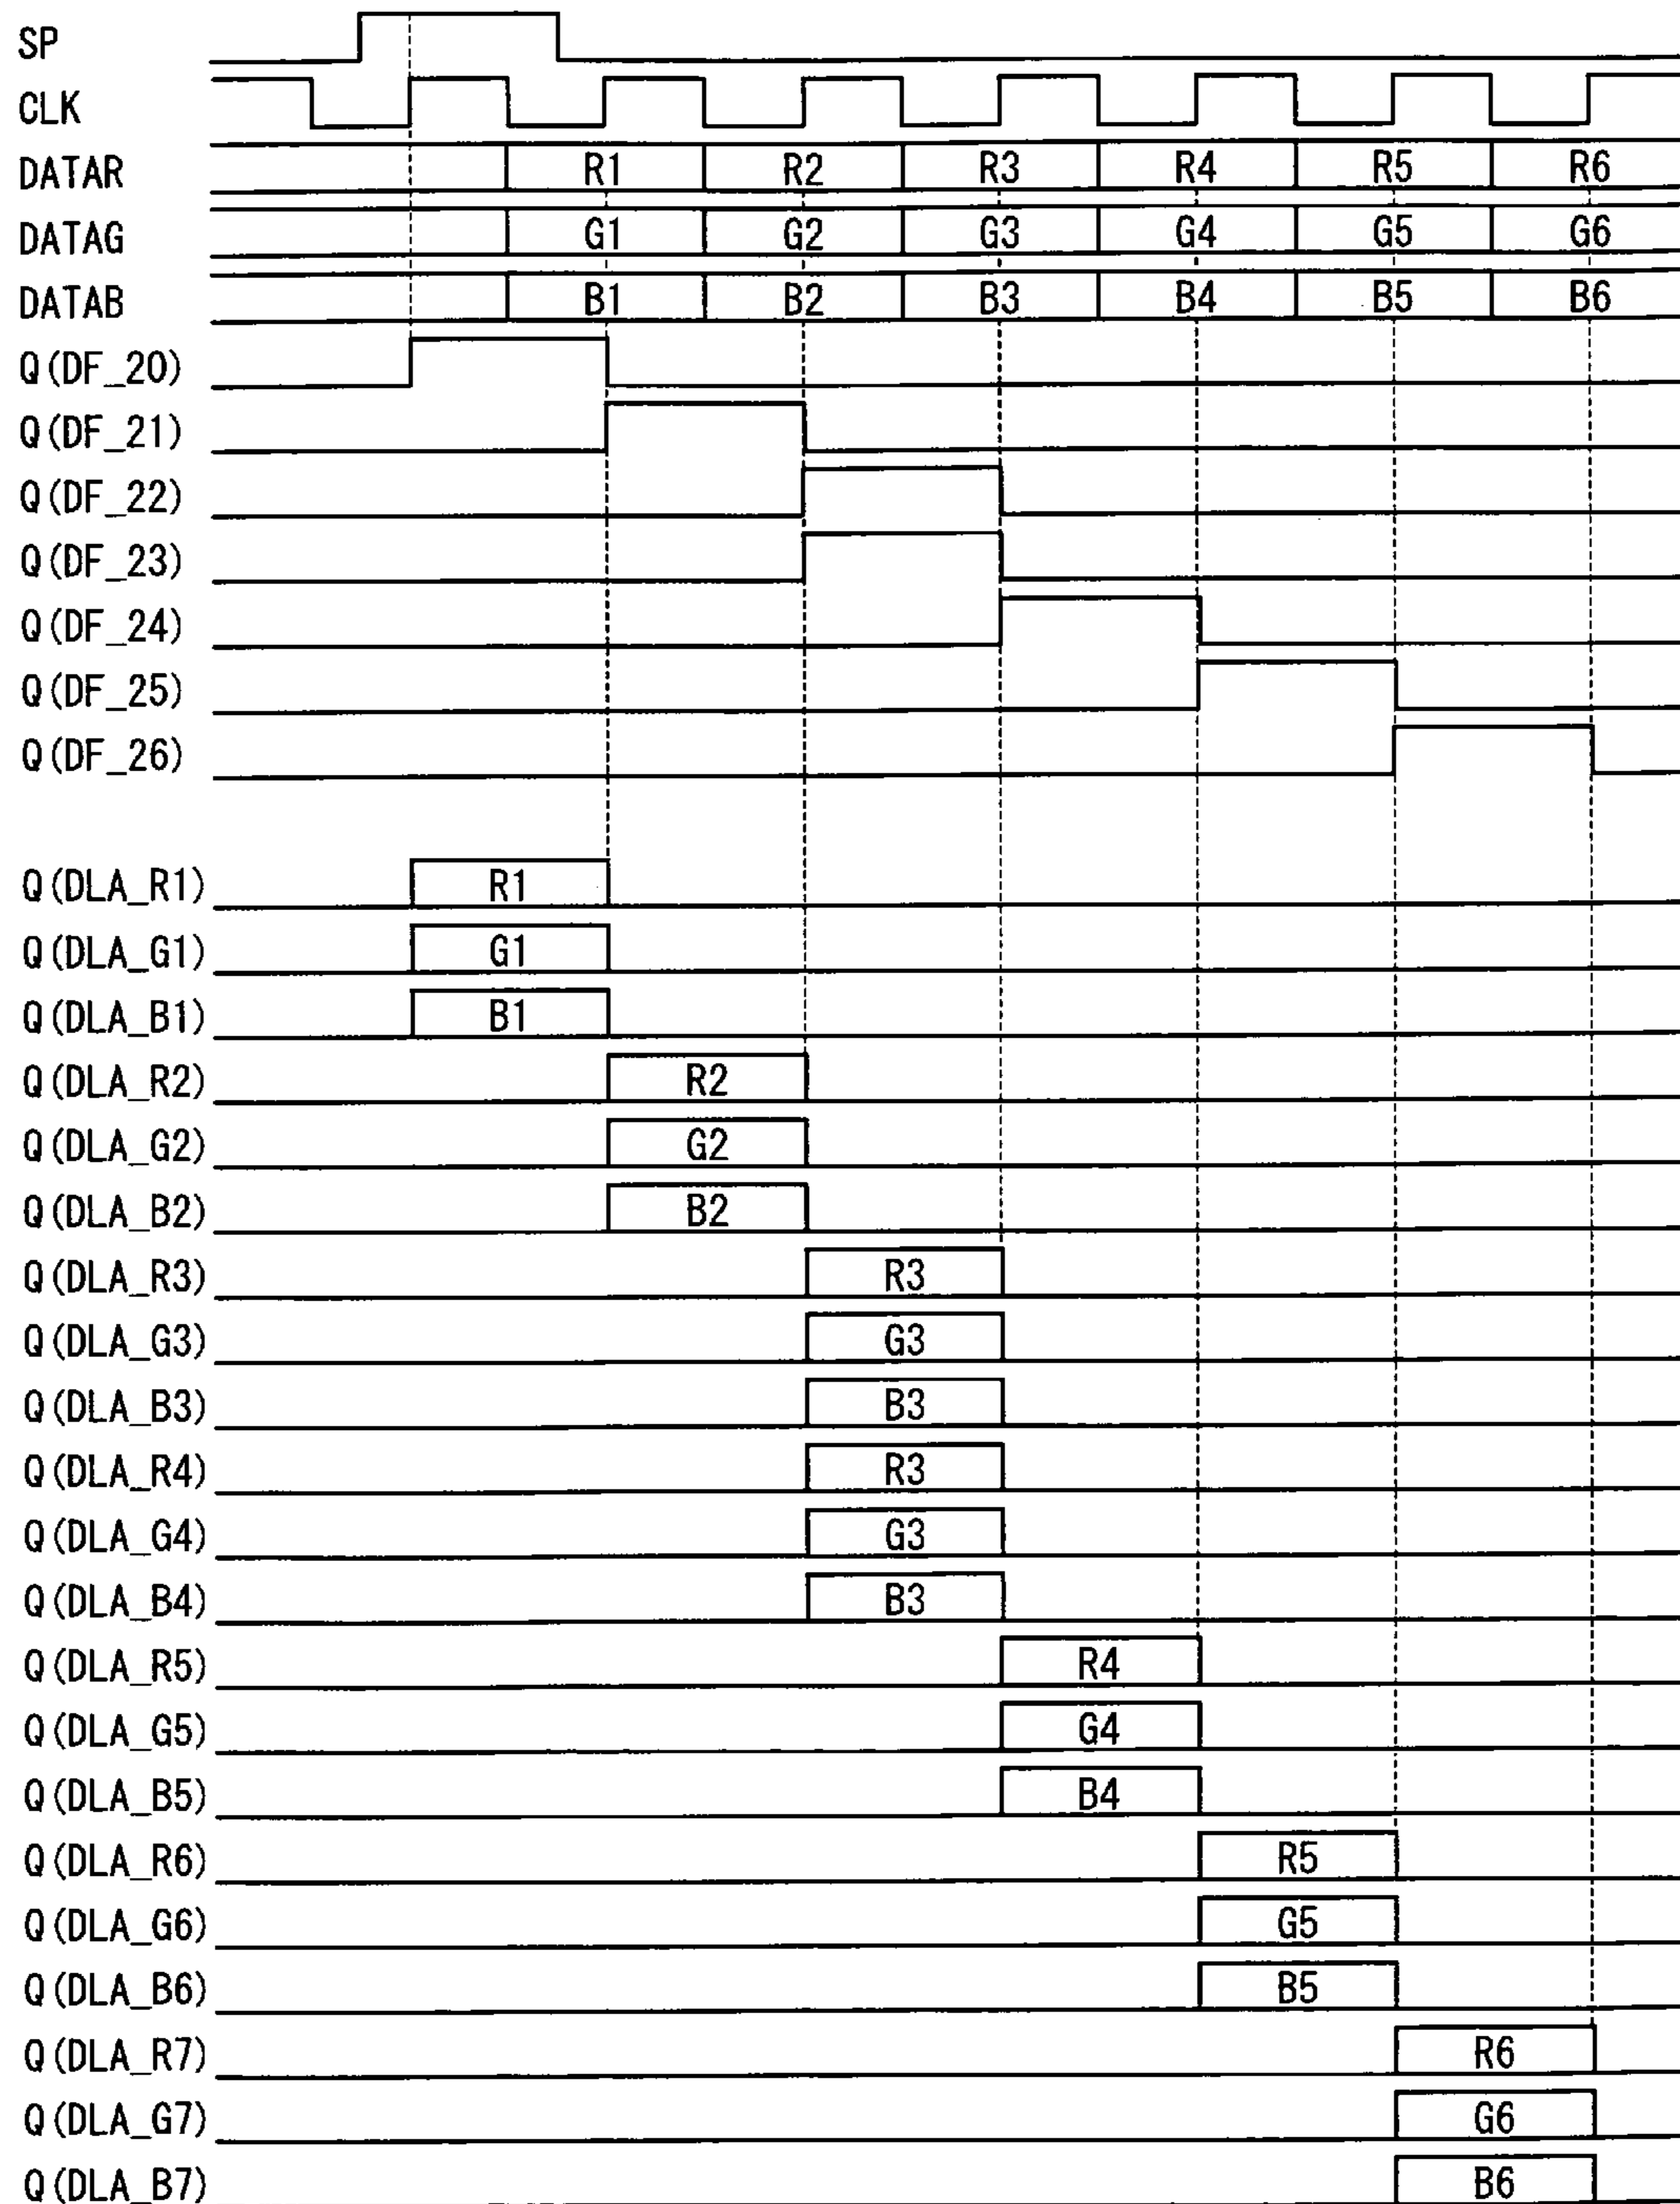 SP
CLK
DATAR R1 R2 R3 R4 R5 R6
DATAG G1 G2 G3 G4 G5 G6
DATAB B1 B2 B3 B4 B5 B6
Q(DF_20)
Q(DF_21)
Q(DF_22)
Q(DF_23)
Q(DF_24)
Q(DF_25)
Q(DF_26)
Q(DLA_R1) R1
Q(DLA_G1) G1
Q(DLA_B1) B1
Q(DLA_R2) R2
Q(DLA_G2) G2
Q(DLA_B2) B2
Q(DLA_R3) R3
Q(DLA_G3) G3
Q(DLA_B3) B3
Q(DLA_R4) R3
Q(DLA_G4) G3
Q(DLA_B4) B3
Q(DLA_R5) R4
Q(DLA_G5) G4
Q(DLA_B5) B4
Q(DLA_R6) R5
Q(DLA_G6) G5
Q(DLA_B6) B5
Q(DLA_R7) R6
Q(DLA_G7) G6
Q(DLA_B7) B6